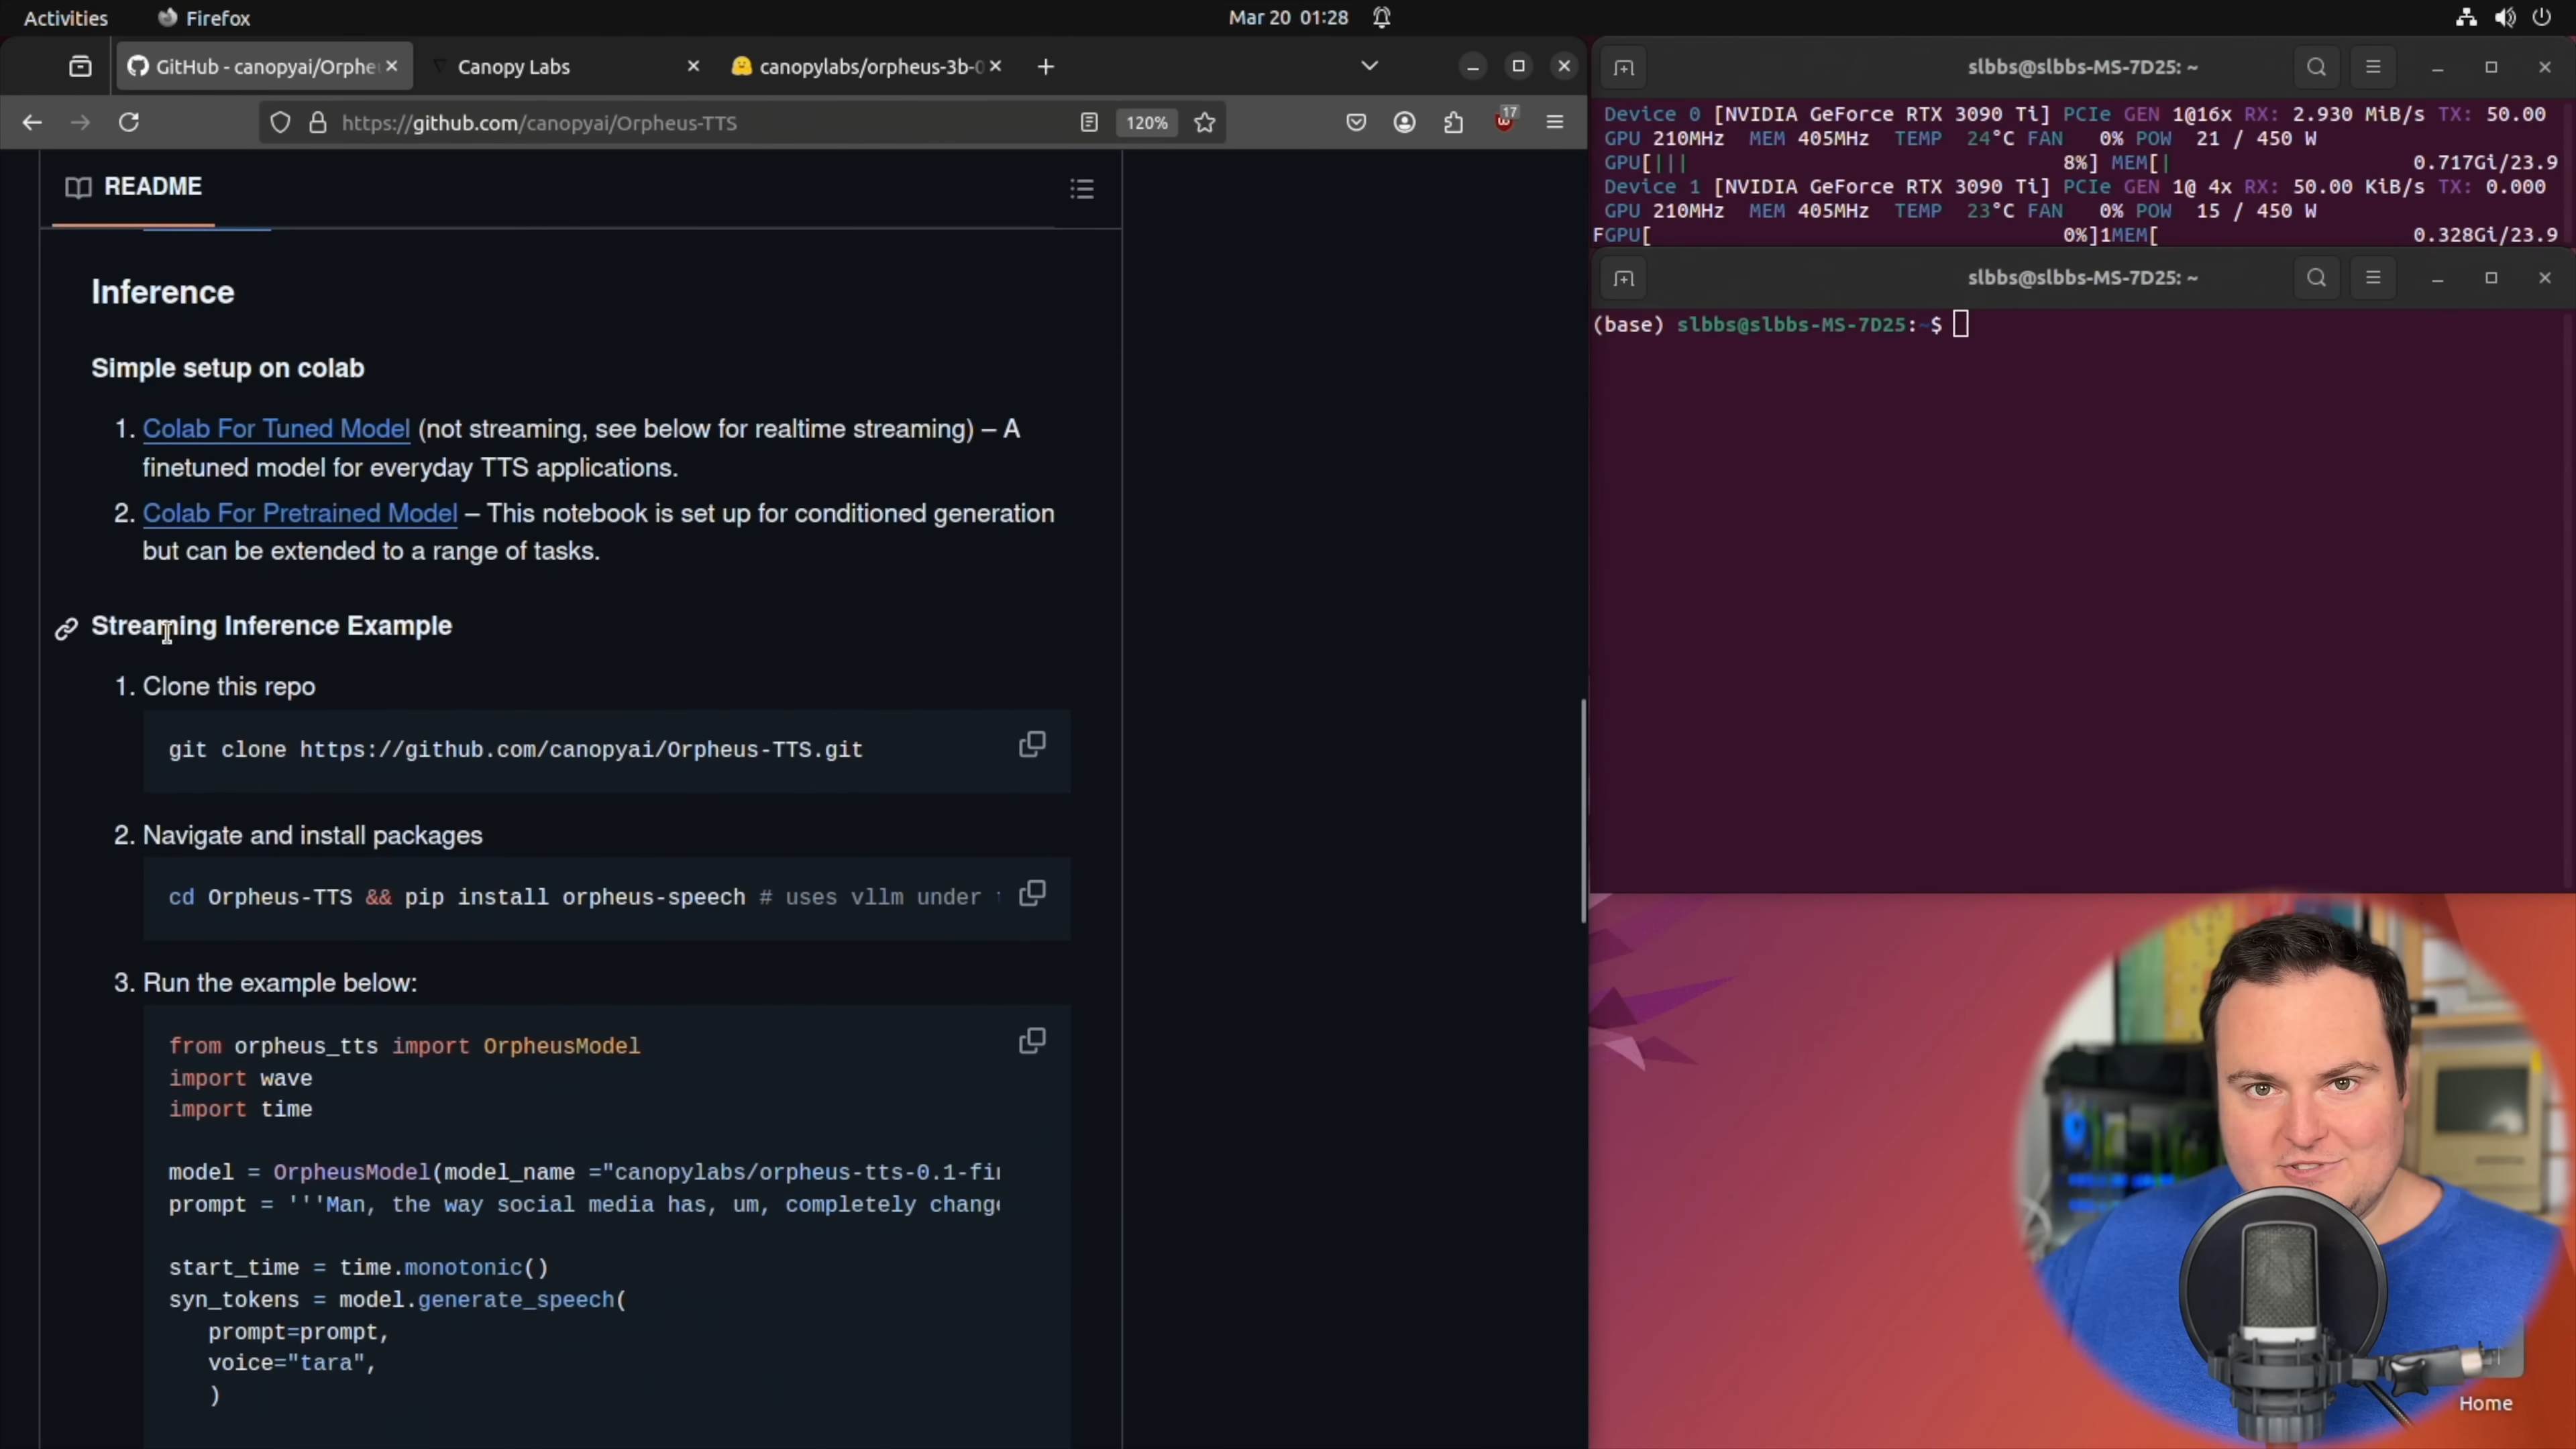 Activities
Firefox
Mar 20 01:28
GitHub - canopyai/Orphe
Canopy Labs
canopylabs/orpheus-3b-0
https://github.com/canopyai/Orpheus-TTS
120%
17
README
Inference
Simple setup on colab
1. Colab For Tuned Model (not streaming, see below for realtime streaming) – A
finetuned model for everyday TTS applications.
2. Colab For Pretrained Model – This notebook is set up for conditioned generation
but can be extended to a range of tasks.
Streaming Inference Example
1. Clone this repo
git clone https://github.com/canopyai/Orpheus-TTS.git
2. Navigate and install packages
cd Orpheus-TTS && pip install orpheus-speech # uses vllm under
3. Run the example below:
from orpheus_tts import OrpheusModel
import wave
import time
model = OrpheusModel(model_name ="canopylabs/orpheus-tts-0.1-fin
prompt = '''Man, the way social media has, um, completely change
start_time = time.monotonic()
syn_tokens = model.generate_speech(
prompt=prompt,
voice="tara",
)
slbbs@slbbs-MS-7D25: ~
Device 0 [NVIDIA GeForce RTX 3090 Ti] PCIe GEN 1@16x RX: 2.930 MiB/s TX: 50.00
GPU 210MHz MEM 405MHz TEMP 24°C FAN 0% POW 21 / 450 W
GPU[||| 8%] MEM[| 0.717Gi/23.9
Device 1 [NVIDIA GeForce RTX 3090 Ti] PCIe GEN 1@ 4x RX: 50.00 KiB/s TX: 0.000
GPU 210MHz MEM 405MHz TEMP 23°C FAN 0% POW 15 / 450 W
FGPU[ 0%]1MEM[ 0.328Gi/23.9
slbbs@slbbs-MS-7D25: ~
(base) slbbs@slbbs-MS-7D25:~$
Home